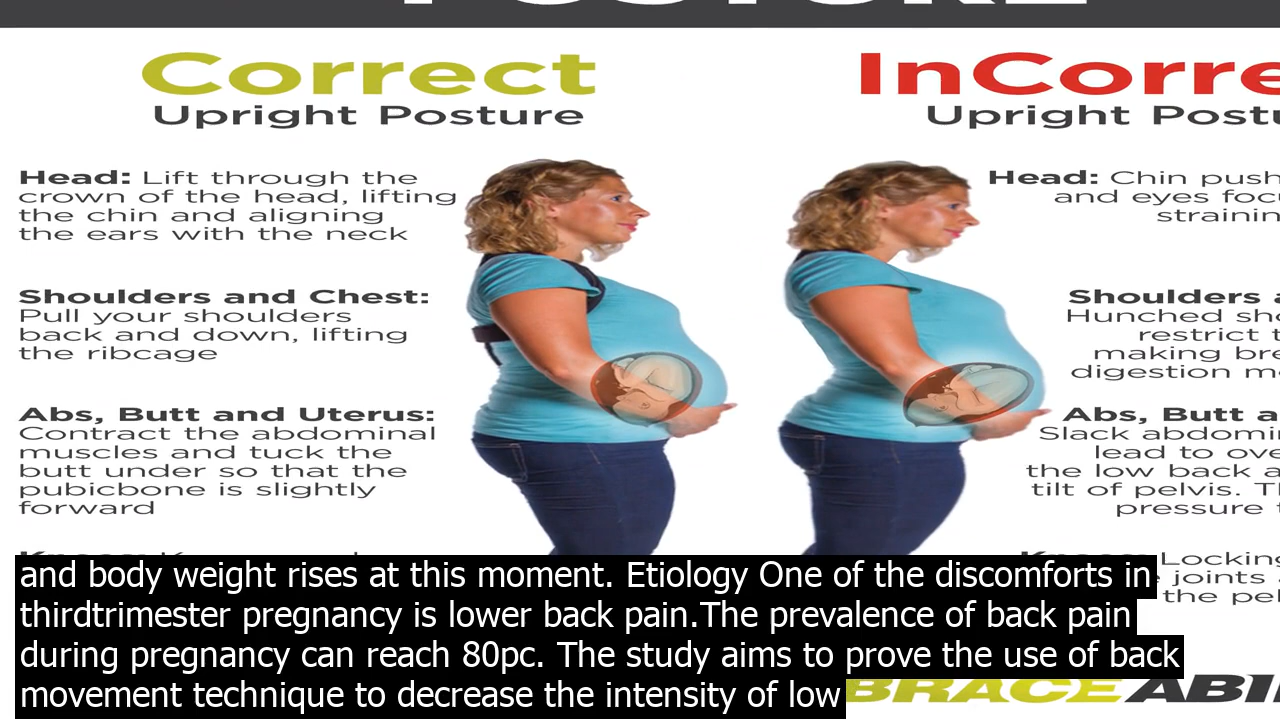 Correct
Upright Posture
Head: Lift through the
crown of the head, lifting
the chin and aligning
the ears with the neck
Shoulders and Chest:
Pull your shoulders
back and down, lifting
the ribcage
Abs, Butt and Uterus:
Contract the abdominal
muscles and tuck the
butt under so that the
pubicbone is slightly
forward
InCorre
Upright Postu
Head: Chin push
and eyes focu
strainin
Shoulders a
Hunched sho
restrict t
making bre
digestion mo
Abs, Butt a
Slack abdomi
lead to ove
the low back a
tilt of pelvis. T
pressure t
Locking
joints
the pel
and body weight rises at this moment. Etiology One of the discomforts in
thirdtrimester pregnancy is lower back pain.The prevalence of back pain
during pregnancy can reach 80pc. The study aims to prove the use of back
movement technique to decrease the intensity of low
BRACEABI